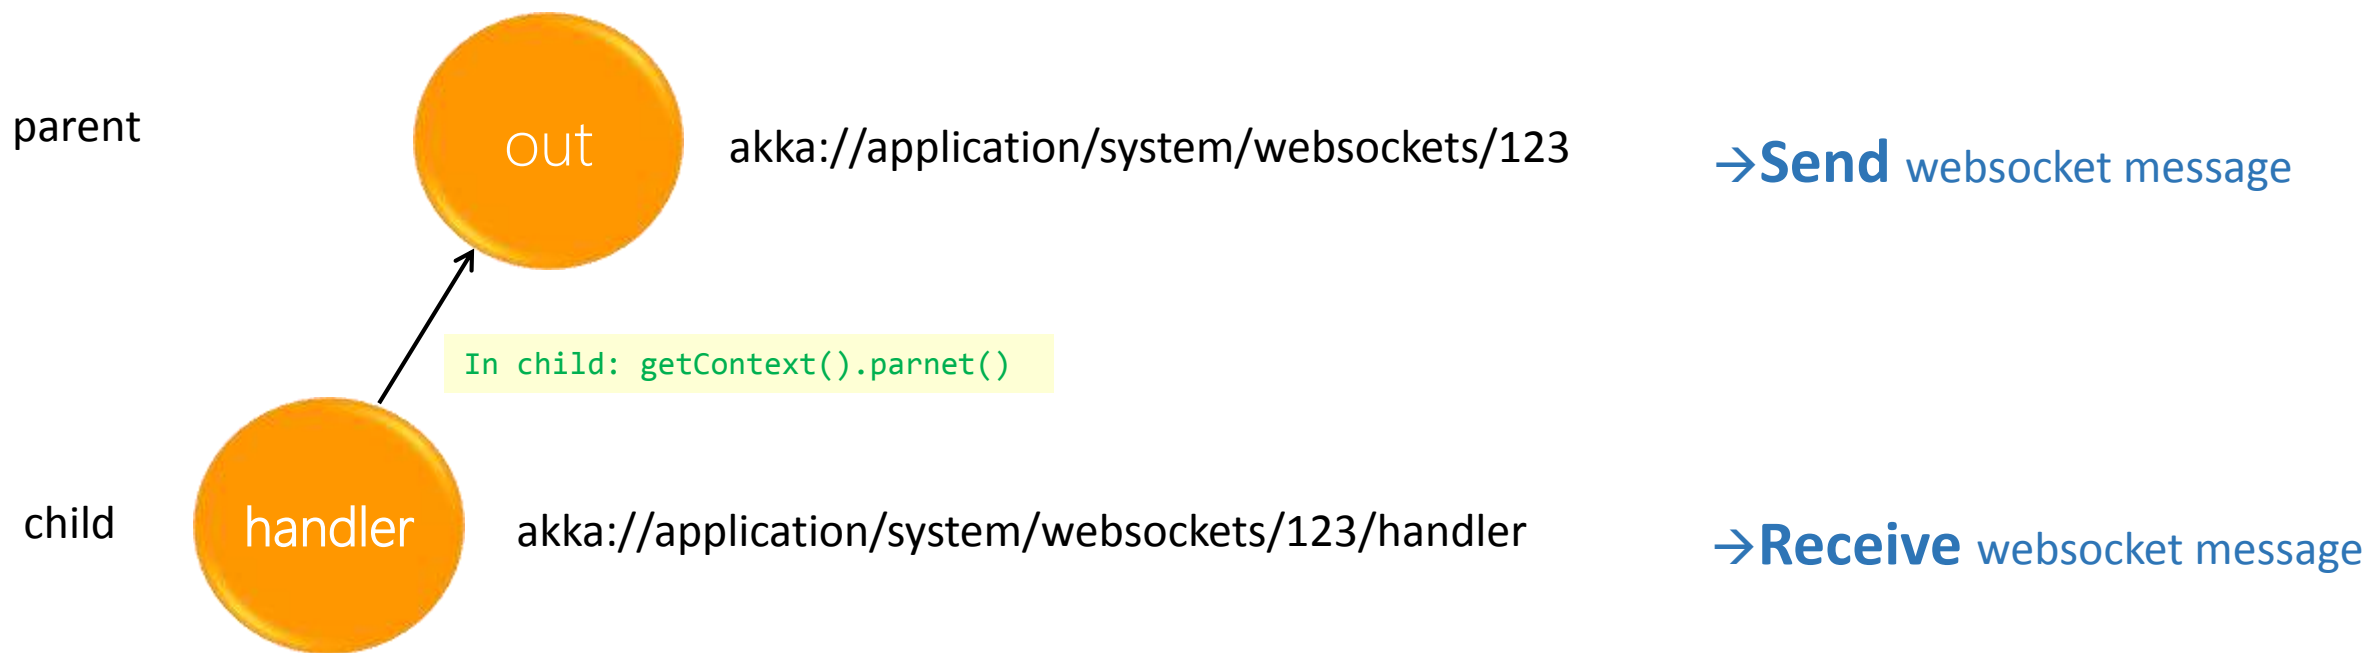 parent
out
akka://application/system/websockets/123
→Send websocket message
In child: getContext().parnet()
child
handler
akka://application/system/websockets/123/handler
→Receive websocket message